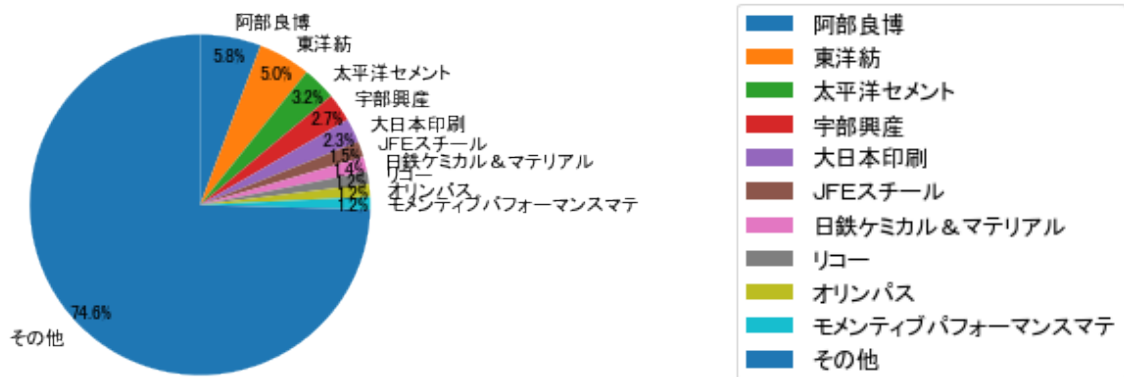 阿部良博
東洋紡
太平洋セメント
宇部興産
大日本印刷
JFEスチール
日鉄ケミカル＆マテリアル
リコー
オリンパス
モメンティブパフォーマンスマテ
その他
5.8%
5.0%
3.2%
2.7%
2.3%
1.5%
1.4%
1.2%
1.2%
1.2%
74.6%
阿部良博
東洋紡
太平洋セメント
宇部興産
大日本印刷
JFEスチール
日鉄ケミカル＆マテリアル
リコー
オリンパス
モメンティブパフォーマンスマテ
その他